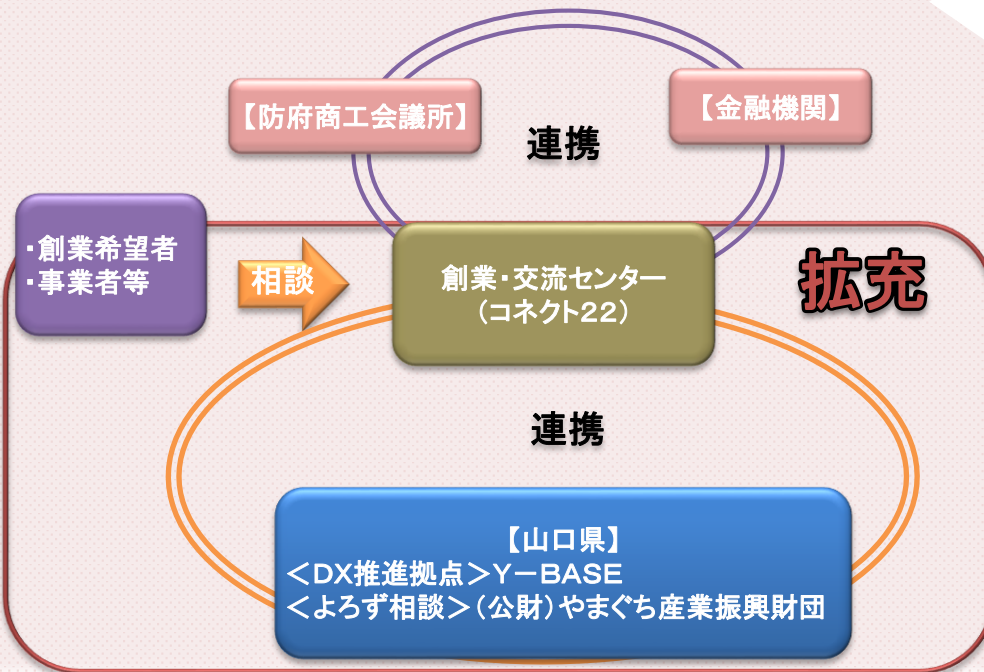 【防府商工会議所】
【金融機関】
連携
・創業希望者
・事業者等
相談
創業・交流センター
(コネクト22)
拡充
連携
【山口県】
<DX推進拠点>Y-BASE
<よろず相談>(公財)やまぐち産業振興財団